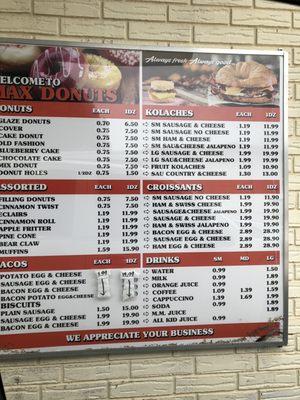 WELCOME TO
MAX DONUTS
Always fresh Always good...
DONUTS EACH 1DZ
GLAZE DONUTS 0.70 6.50
COVER 0.75 7.50
CAKE DONUT 0.75 7.50
OLD FASHION 0.75 7.50
BLUEBERRY CAKE 0.75 7.50
CHOCOLATE CAKE 0.75 7.50
MIX DONUT 0.75 7.50
DONUT HOLES 1/2DZ 0.75
ASSORTED EACH 1DZ
FILLING DONUTS 0.75 7.50
CINNAMON TWIST 0.75 7.50
ECLAIRS 1.19 11.99
CINNAMON ROLL 1.19 11.99
APPLE FRITTER 1.19 11.99
PINE CONE 1.19 11.99
BEAR CLAW 1.19 11.99
MUFFINS 1.59 15.90
TACOS EACH 1DZ
POTATO EGG & CHEESE
SAUSAGE EGG & CHEESE
BACON EGG & CHEESE
BACON POTATO EGG&CHEESE
BISCUITS
PLAIN SAUSAGE 1.50 15.00
SAUSAGE EGG & CHEESE 1.99 19.90
BACON EGG & CHEESE 1.99 19.90
KOLACHES EACH 1DZ
SM SAUSAGE & CHEESE 1.19 11.99
SM SAUSAGE NO CHEESE 1.19 11.99
SM HAM & CHEESE 1.19 11.99
SM SAU&CHEESE JALAPENO 1.19 11.99
LG SAUSAGE & CHEESE 1.99 19.90
LG SAU&CHEESE JALAPENO 1.99 19.90
FRUIT KOLACHES 1.09 10.90
SAU COUNTRY &CHEESE 1.30 13.00
CROISSANTS EACH 1DZ
SM SAUSAGE NO CHEESE 1.19 11.90
HAM & SWISS CHEESE 1.99 19.90
SAUSAGE&CHEESE JALAPENO 1.99 19.90
SAUSAGE & CHEESE 1.99 19.90
HAM & SWISS JALAPENO 1.99 19.90
BACON EGG & CHEESE 2.89 28.90
SAUSAGE EGG & CHEESE 2.89 28.90
HAM EGG & CHEESE 2.89 28.90
DRINKS SM MD LG
WATER 0.99 1.50
MILK 0.99 1.99
ORANGE JUICE 0.99 1.99
COFFEE 1.09 1.39 1.59
CAPPUCCINO 1.39 1.69 1.99
SODA 0.99 1.99
M.M. JUICE 1.99
ALL KID JUICE 0.99 1.99
WE APPRECIATE YOUR BUSINESS